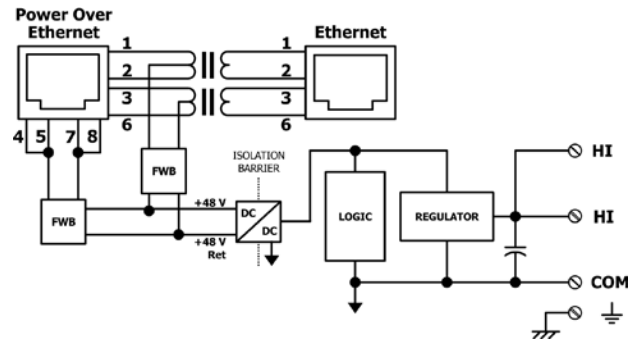 Power Over
Ethernet
Ethernet
1
1
2
2
3
3
6
6
4 5 7 8
ISOLATION
BARRIER
FWB
FWB
+48 V
+48 V
Ret
DC
DC
LOGIC
REGULATOR
HI
HI
COM